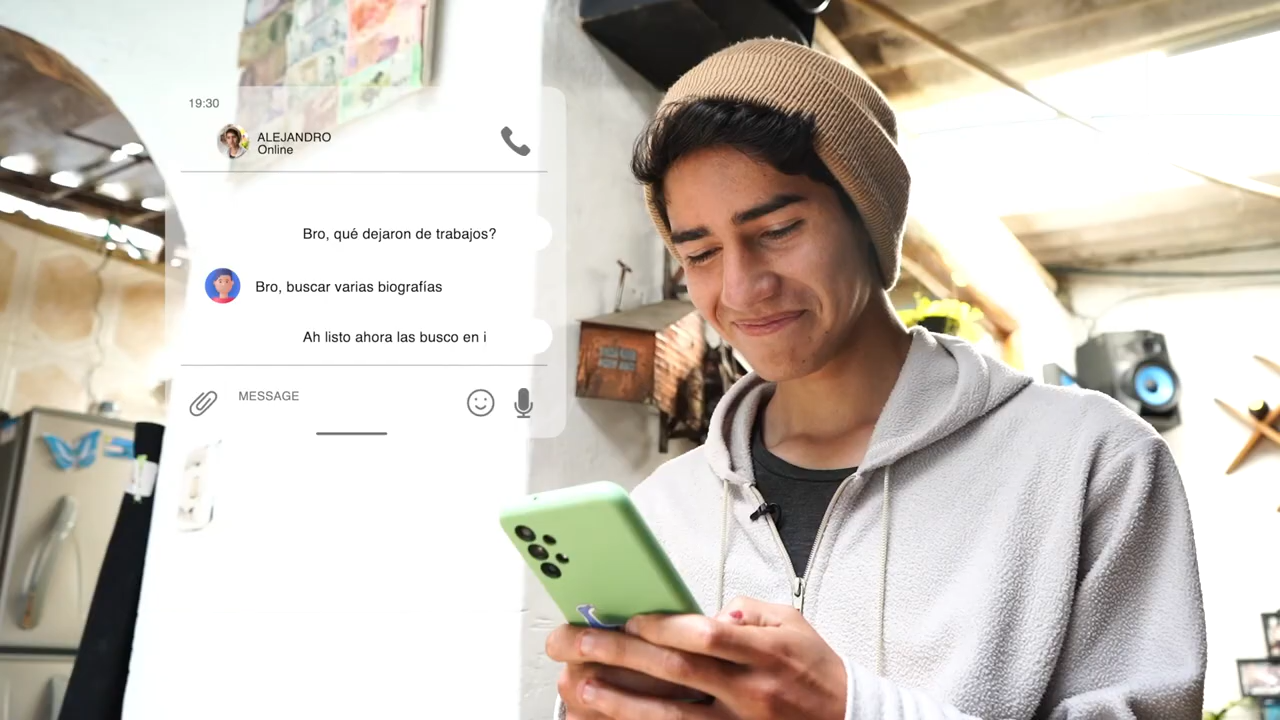 19:30
ALEJANDRO
Online
Bro, qué dejaron de trabajos?
Bro, buscar varias biografías
Ah listo ahora las busco en i
MESSAGE